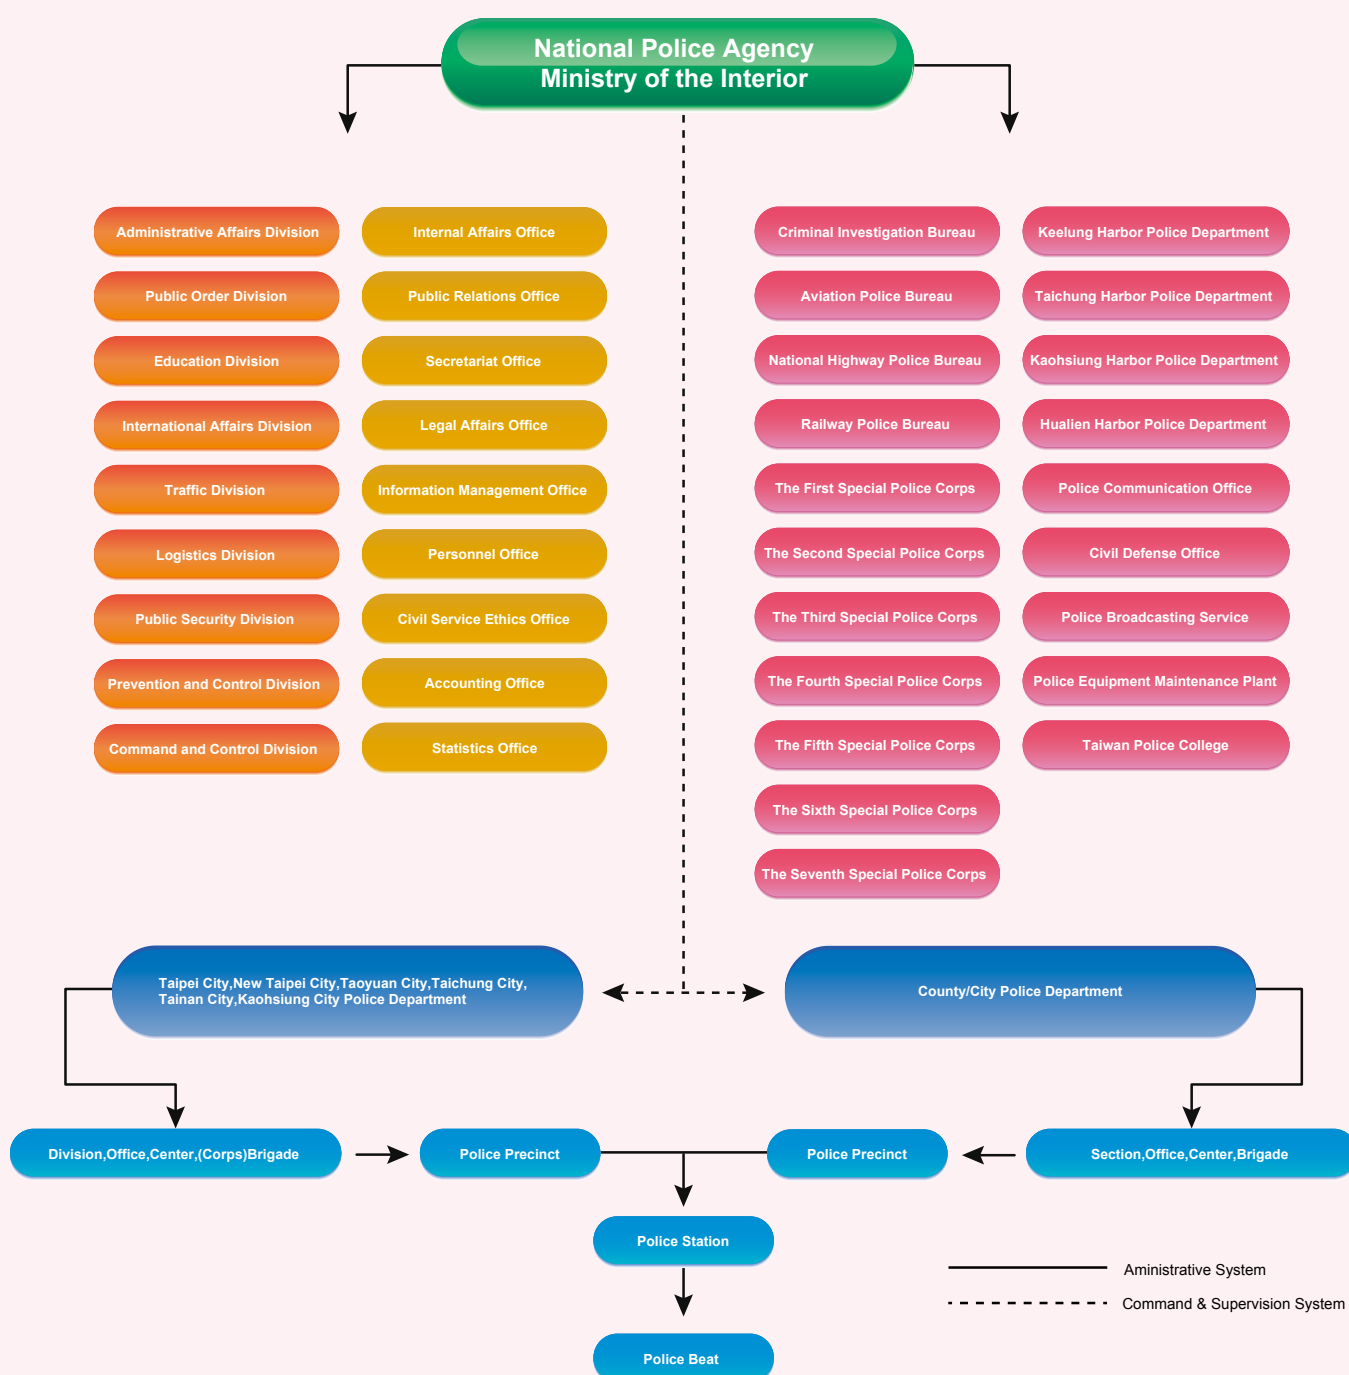 National Police Agency
Ministry of the Interior
Administrative Affairs Division
Public Order Division
Education Division
International Affairs Division
Traffic Division
Logistics Division
Public Security Division
Prevention and Control Division
Command and Control Division
Internal Affairs Office
Public Relations Office
Secretariat Office
Legal Affairs Office
Information Management Office
Personnel Office
Civil Service Ethics Office
Accounting Office
Statistics Office
Criminal Investigation Bureau
Aviation Police Bureau
National Highway Police Bureau
Railway Police Bureau
The First Special Police Corps
The Second Special Police Corps
The Third Special Police Corps
The Fourth Special Police Corps
The Fifth Special Police Corps
The Sixth Special Police Corps
The Seventh Special Police Corps
Keelung Harbor Police Department
Taichung Harbor Police Department
Kaohsiung Harbor Police Department
Hualien Harbor Police Department
Police Communication Office
Civil Defense Office
Police Broadcasting Service
Police Equipment Maintenance Plant
Taiwan Police College
Taipei City,New Taipei City,Taoyuan City,Taichung City,
Tainan City,Kaohsiung City Police Department
County/City Police Department
Division,Office,Center,(Corps)Brigade
Police Precinct
Police Precinct
Section,Office,Center,Brigade
Police Station
Police Beat
Aministrative System
Command & Supervision System